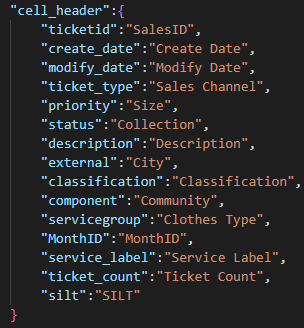 "cell_header":{
"ticketid":"SalesID",
"create_date":"Create Date",
"modify_date":"Modify Date",
"ticket_type":"Sales Channel",
"priority":"Size",
"status":"Collection",
"description":"Description",
"external":"City",
"classification":"Classification",
"component":"Community",
"servicegroup":"Clothes Type",
"MonthID":"MonthID",
"service_label":"Service Label",
"ticket_count":"Ticket Count",
"silt":"SILT"
}